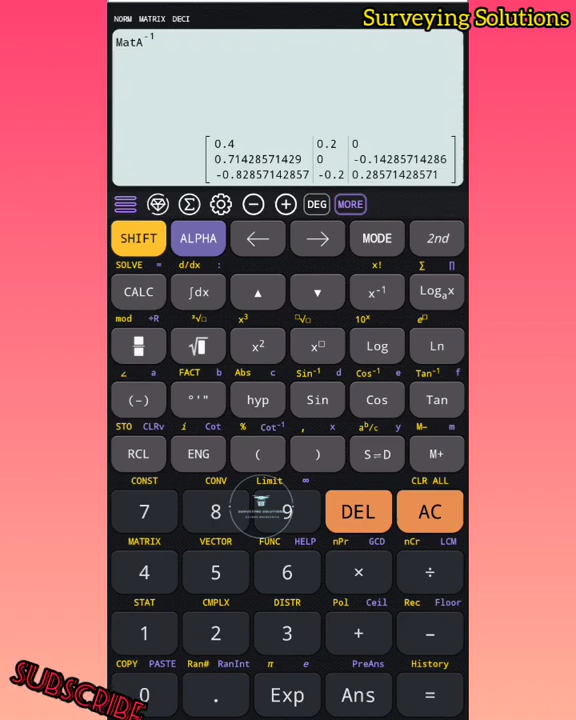 Surveying Solutions
NORM MATRIX DECI
MatA⁻¹
0.4 0.2 0
0.71428571429 0 -0.14285714286
-0.82857142857 -0.2 0.28571428571
DEG MORE
SHIFT ALPHA ← → MODE 2nd
SOLVE = d/dx : x! Σ Π
CALC ∫dx ▲ ▼ x⁻¹ Logₐx
mod ÷R ³√□ x³ □√□ 10ˣ e□
√ x² x□ Log Ln
∠ a FACT b Abs c Sin⁻¹ d Cos⁻¹ e Tan⁻¹ f
(−) °'" hyp Sin Cos Tan
STO CLRv i Cot % Cot⁻¹ , x aᵇ/c y M− m
RCL ENG ( ) S⇌D M+
CONST CONV Limit ∞ CLR ALL
7 8 9 DEL AC
SURVEYING SOLUTIONS
MATRIX VECTOR FUNC HELP nPr GCD nCr LCM
4 5 6 × ÷
STAT CMPLX DISTR Pol Ceil Rec Floor
1 2 3 + −
COPY PASTE Ran# RanInt π e PreAns History
0 . Exp Ans =
SUBSCRIBE